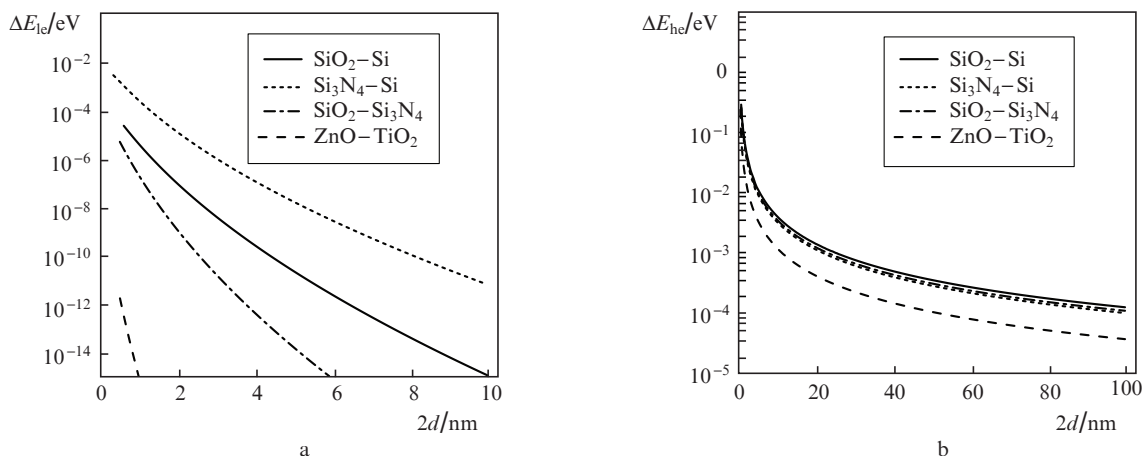 ΔE_le/eV
10⁻²
10⁻⁴
10⁻⁶
10⁻⁸
10⁻¹⁰
10⁻¹²
10⁻¹⁴
SiO₂–Si
Si₃N₄–Si
SiO₂–Si₃N₄
ZnO–TiO₂
0 2 4 6 8 10
2d/nm
a
ΔE_he/eV
0
10⁻¹
10⁻²
10⁻³
10⁻⁴
10⁻⁵
SiO₂–Si
Si₃N₄–Si
SiO₂–Si₃N₄
ZnO–TiO₂
0 20 40 60 80 100
2d/nm
b